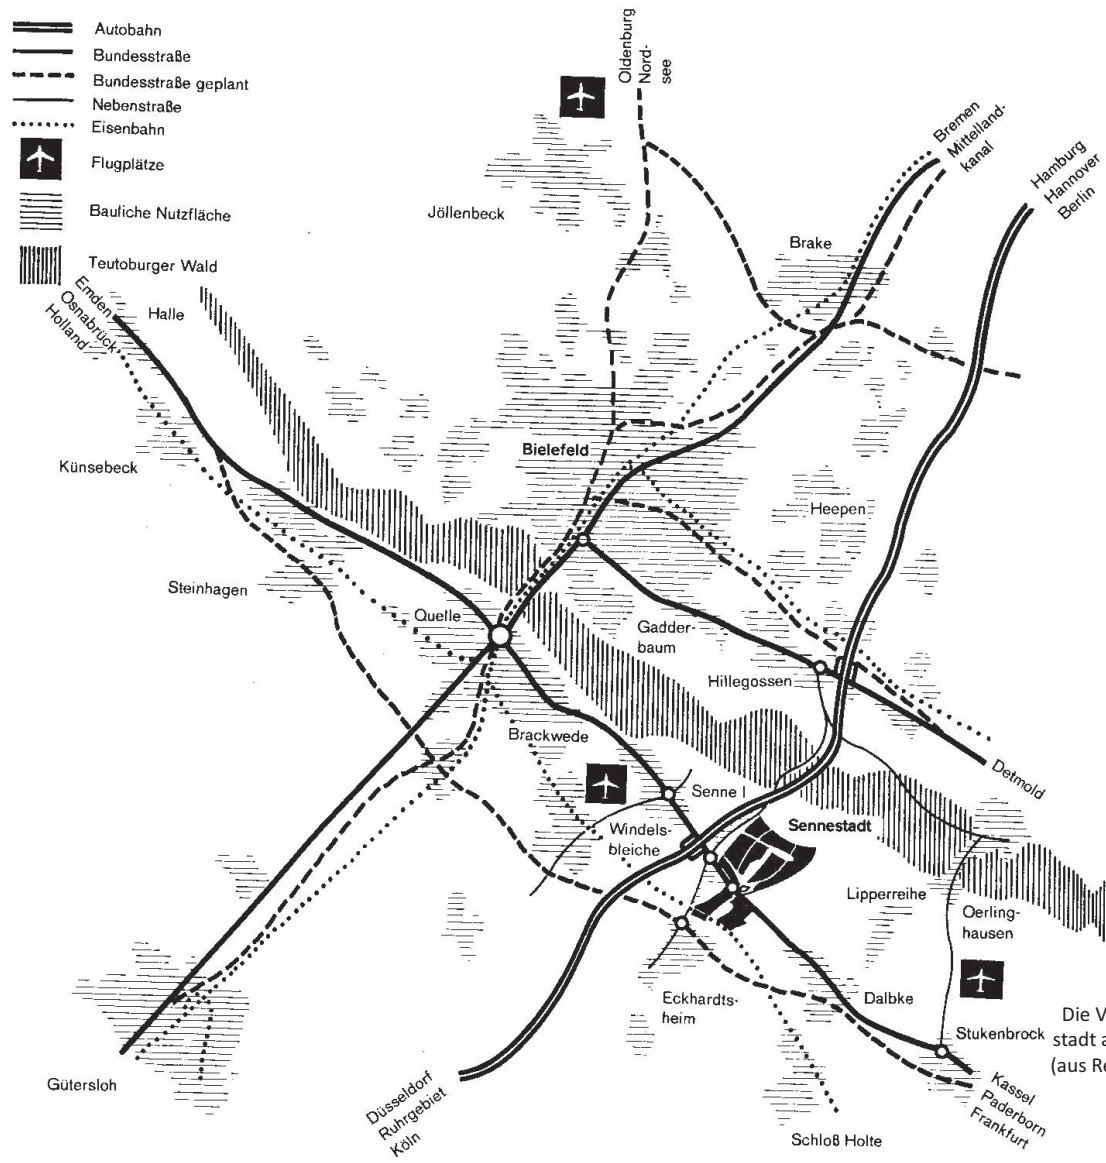 Autobahn
Bundesstraße
Bundesstraße geplant
Nebenstraße
Eisenbahn
Flugplätze
Bauliche Nutzfläche
Teutoburger Wald
Oldenburg
Nord-
see
Bremen
Mittelland-
kanal
Hamburg
Hannover
Berlin
Jöllenbeck
Brake
Emden
Osnabrück
Holland
Halle
Künsebeck
Bielefeld
Heepen
Steinhagen
Quelle
Gadder-
baum
Hillegossen
Brackwede
Detmold
Senne I
Windels-
bleiche
Sennestadt
Lipperreihe
Oerling-
hausen
Eckhardts-
heim
Dalbke
Stukenbrock
Die V
stadt a
(aus Re
Gütersloh
Düsseldorf
Ruhrgebiet
Köln
Kassel
Paderborn
Frankfurt
Schloß Holte